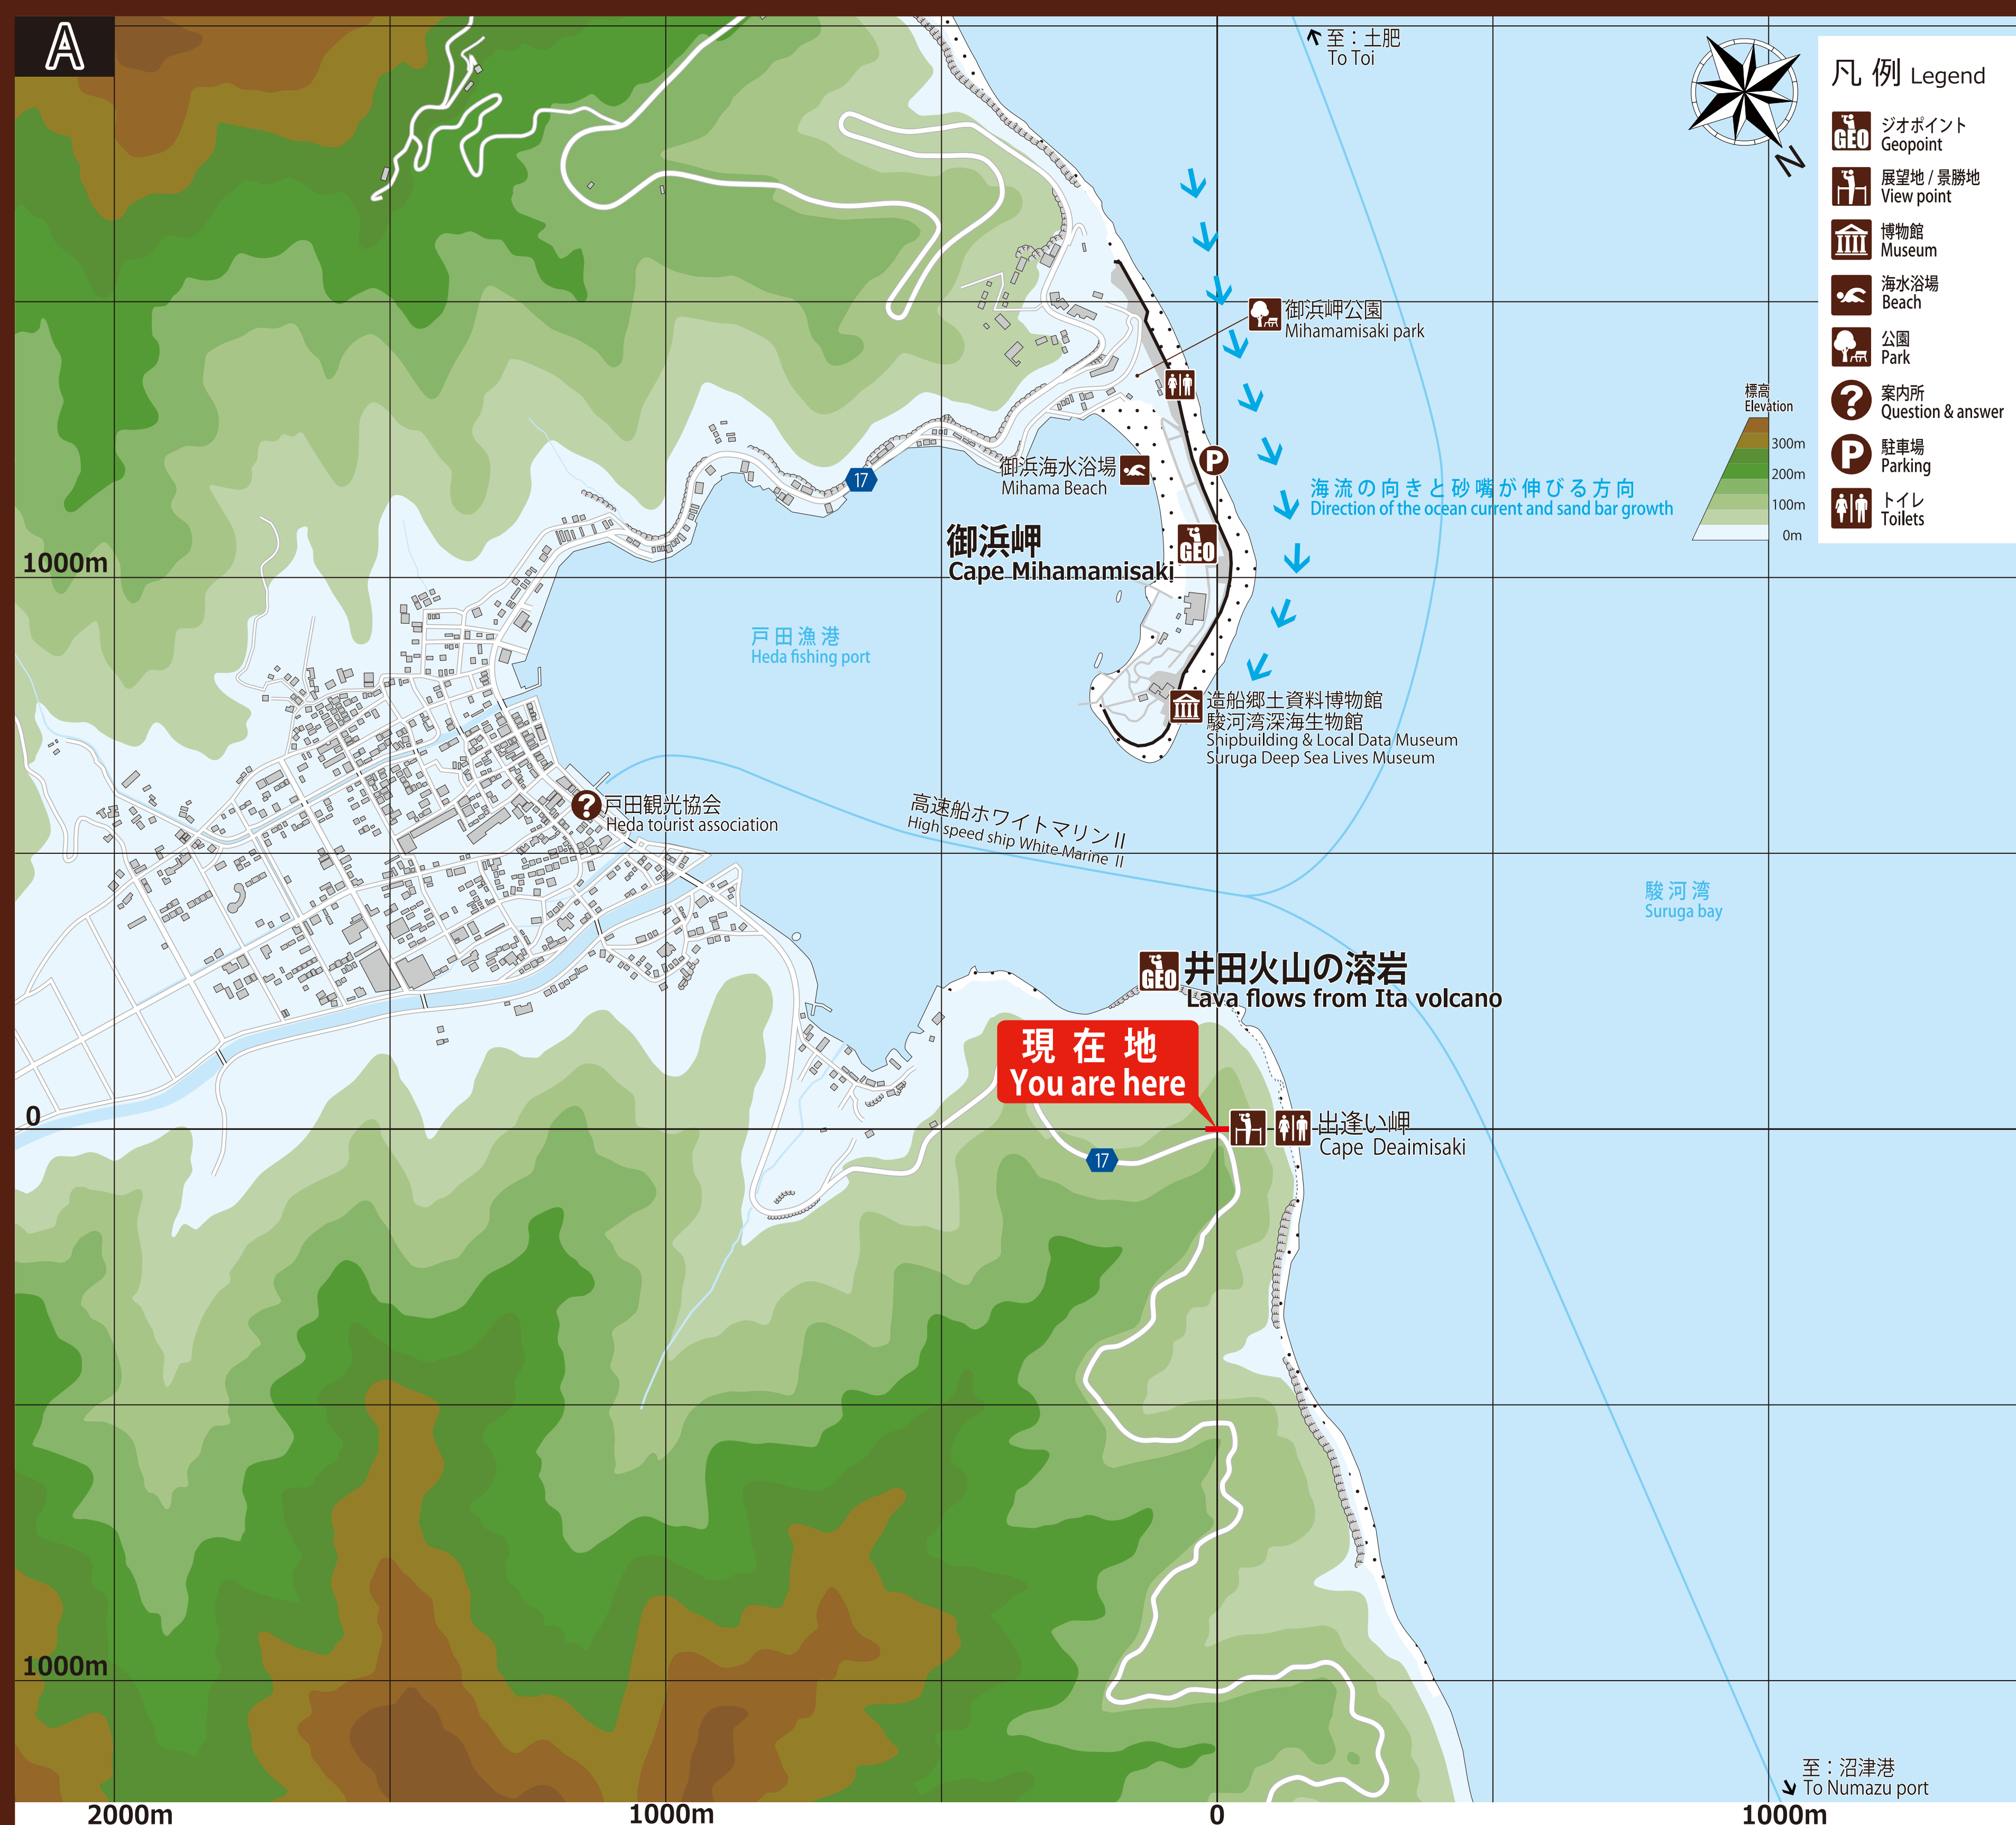 A
至：土肥
To Toi
N
凡 例 Legend
GEO
ジオポイント
Geopoint
展望地 / 景勝地
View point
博物館
Museum
海水浴場
Beach
公園
Park
?
案内所
Question & answer
P
駐車場
Parking
トイレ
Toilets
標高
Elevation
300m
200m
100m
0m
御浜岬公園
Mihamamisaki park
17
御浜海水浴場
Mihama Beach
P
海流の向きと砂嘴が伸びる方向
Direction of the ocean current and sand bar growth
御浜岬
Cape Mihamamisaki
GEO
1000m
戸田漁港
Heda fishing port
造船郷土資料博物館
駿河湾深海生物館
Shipbuilding & Local Data Museum
Suruga Deep Sea Lives Museum
?
戸田観光協会
Heda tourist association
高速船ホワイトマリンⅡ
High speed ship White Marine Ⅱ
駿河湾
Suruga bay
GEO
井田火山の溶岩
Lava flows from Ita volcano
現在地
You are here
0
出逢い岬
Cape Deaimisaki
17
1000m
至：沼津港
To Numazu port
2000m
1000m
0
1000m